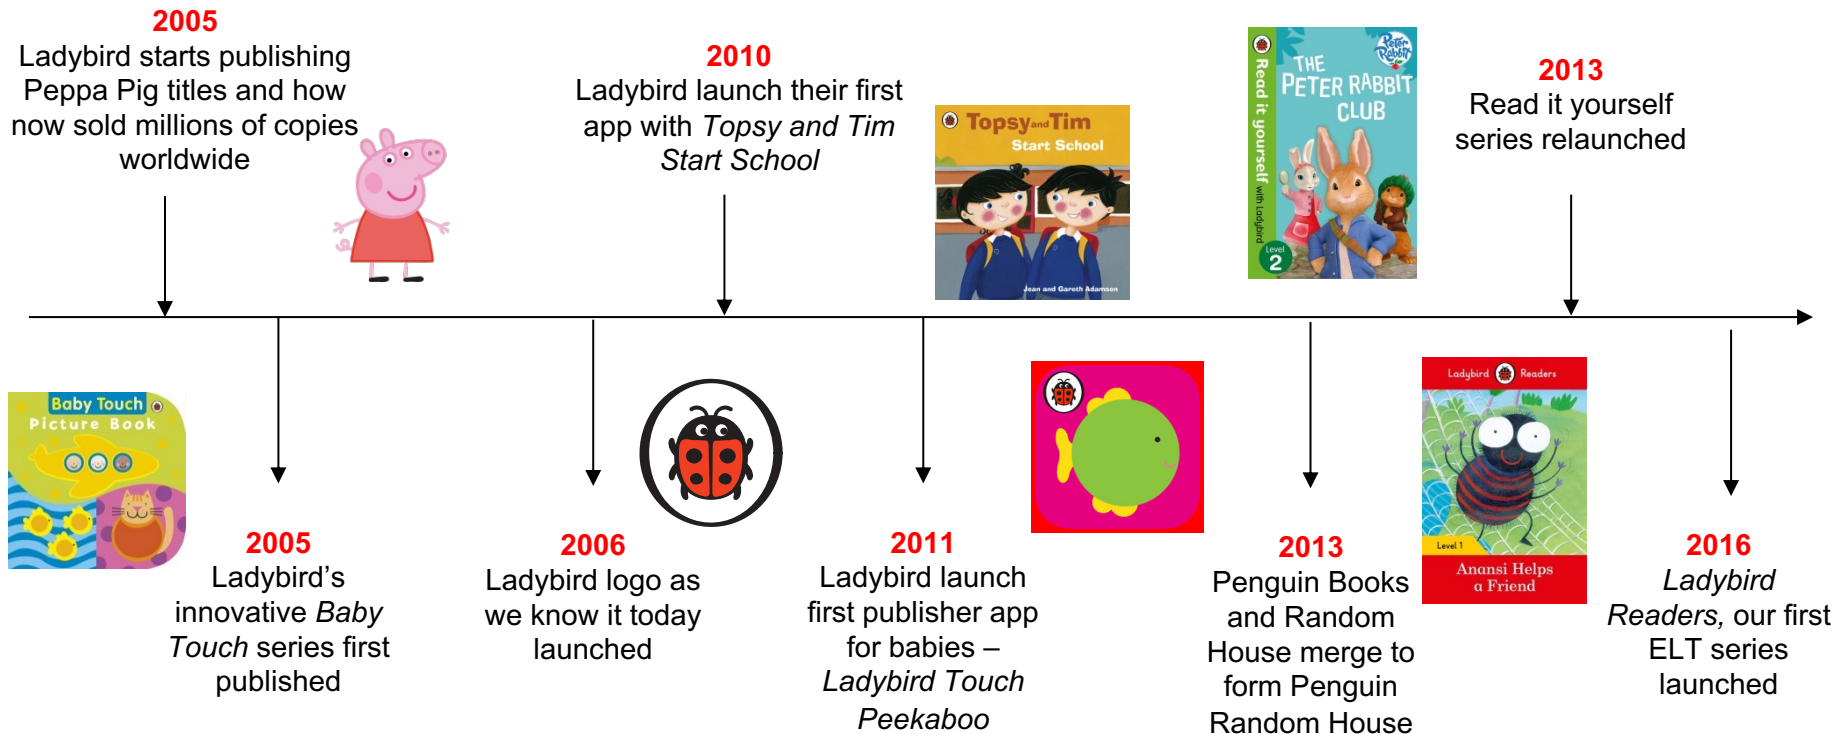 2005
Ladybird starts publishing
Peppa Pig titles and how
now sold millions of copies
worldwide
2010
Ladybird launch their first
app with Topsy and Tim
Start School
Topsy and Tim
Start School
Jean and Gareth Adamson
Read it yourself with Ladybird
Level
2
Peter
Rabbit
THE
PETER RABBIT
CLUB
2013
Read it yourself
series relaunched
Baby Touch
Picture Book
2005
Ladybird’s
innovative Baby
Touch series first
published
2006
Ladybird logo as
we know it today
launched
2011
Ladybird launch
first publisher app
for babies –
Ladybird Touch
Peekaboo
2013
Penguin Books
and Random
House merge to
form Penguin
Random House
Ladybird Readers
Level 1
Anansi Helps
a Friend
2016
Ladybird
Readers, our first
ELT series
launched